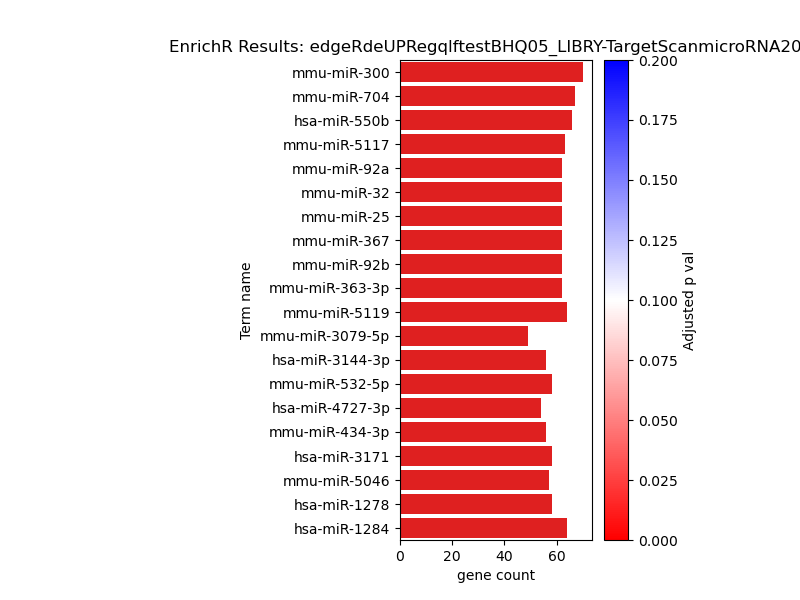 EnrichR Results: edgeRdeUPRegqlftestBHQ05_LIBRY-TargetScanmicroRNA20
Term name
mmu-miR-300
mmu-miR-704
hsa-miR-550b
mmu-miR-5117
mmu-miR-92a
mmu-miR-32
mmu-miR-25
mmu-miR-367
mmu-miR-92b
mmu-miR-363-3p
mmu-miR-5119
mmu-miR-3079-5p
hsa-miR-3144-3p
mmu-miR-532-5p
hsa-miR-4727-3p
mmu-miR-434-3p
hsa-miR-3171
mmu-miR-5046
hsa-miR-1278
hsa-miR-1284
0 20 40 60
gene count
0.200
0.175
0.150
0.125
0.100
0.075
0.050
0.025
0.000
Adjusted p val